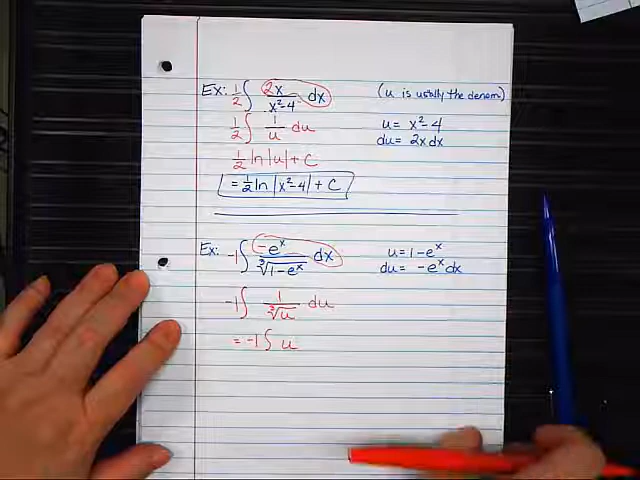 Ex: 1/2 ∫ 2x/(x²-4) dx (u is usually the denom)
1/2 ∫ 1/u du u = x²-4
du = 2x dx
1/2 ln|u| + C
= 1/2 ln|x²-4| + C
Ex: -1 ∫ -eˣ/∛(1-eˣ) dx u = 1-eˣ
du = -eˣ dx
-1 ∫ 1/∛u du
= -1 ∫ u